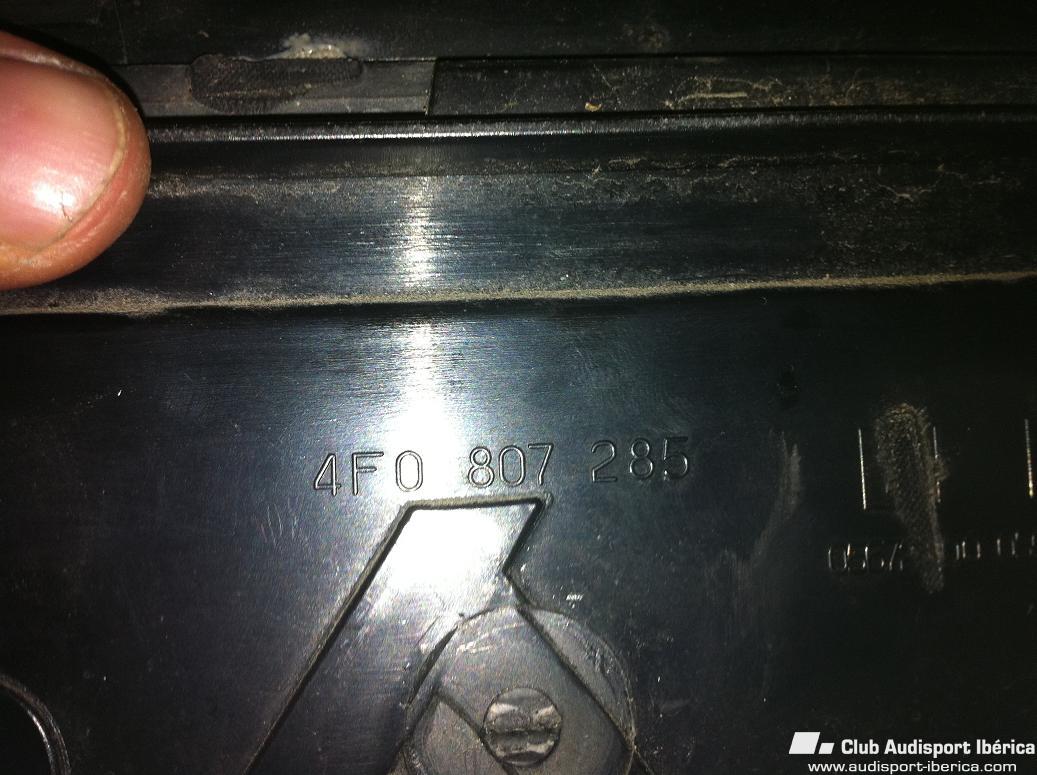 4F0 807 285
Club Audisport Ibérica
www.audisport-iberica.com